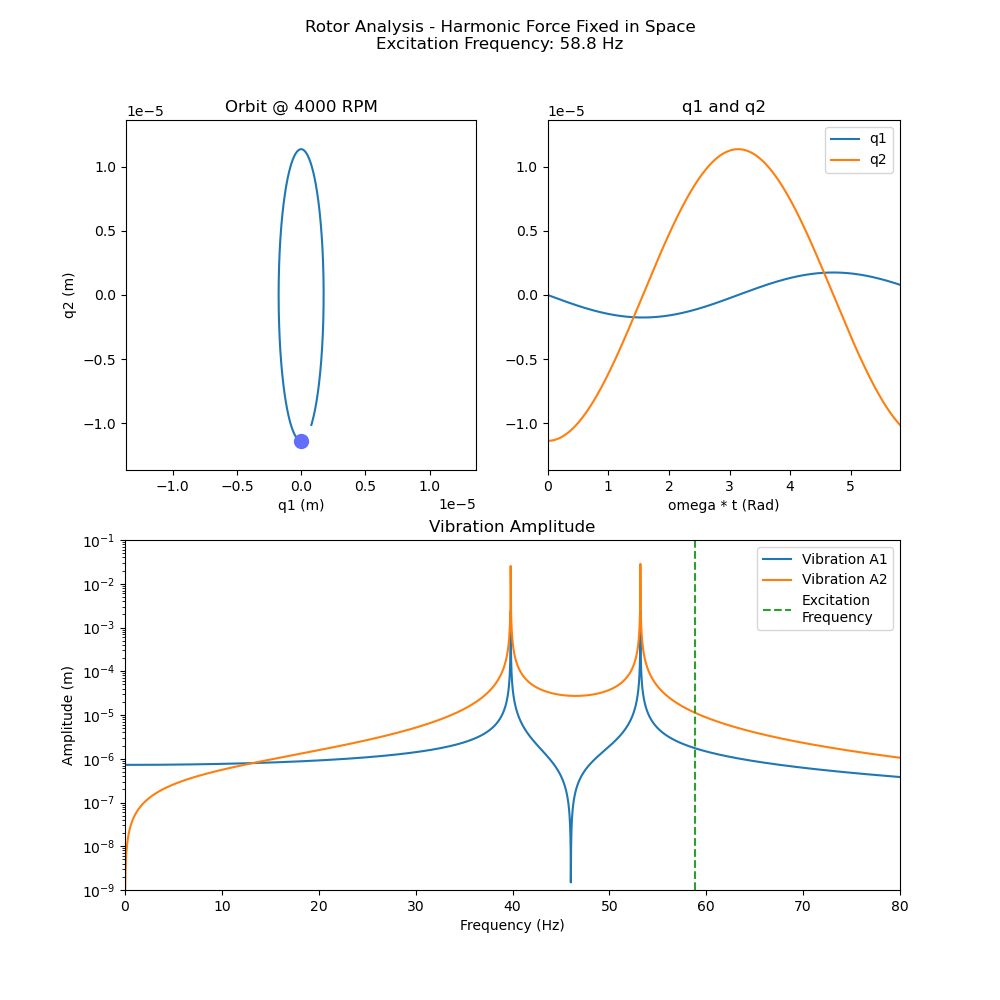 Rotor Analysis - Harmonic Force Fixed in Space
Excitation Frequency: 58.8 Hz
Orbit @ 4000 RPM
1e−5
1.0
0.5
0.0
−0.5
−1.0
q2 (m)
−1.0 −0.5 0.0 0.5 1.0
1e−5
q1 (m)
q1 and q2
1e−5
q1
q2
1.0
0.5
0.0
−0.5
−1.0
0 1 2 3 4 5
omega * t (Rad)
Vibration Amplitude
Vibration A1
Vibration A2
Excitation
Frequency
10⁻¹
10⁻²
10⁻³
10⁻⁴
10⁻⁵
10⁻⁶
10⁻⁷
10⁻⁸
10⁻⁹
Amplitude (m)
0 10 20 30 40 50 60 70 80
Frequency (Hz)